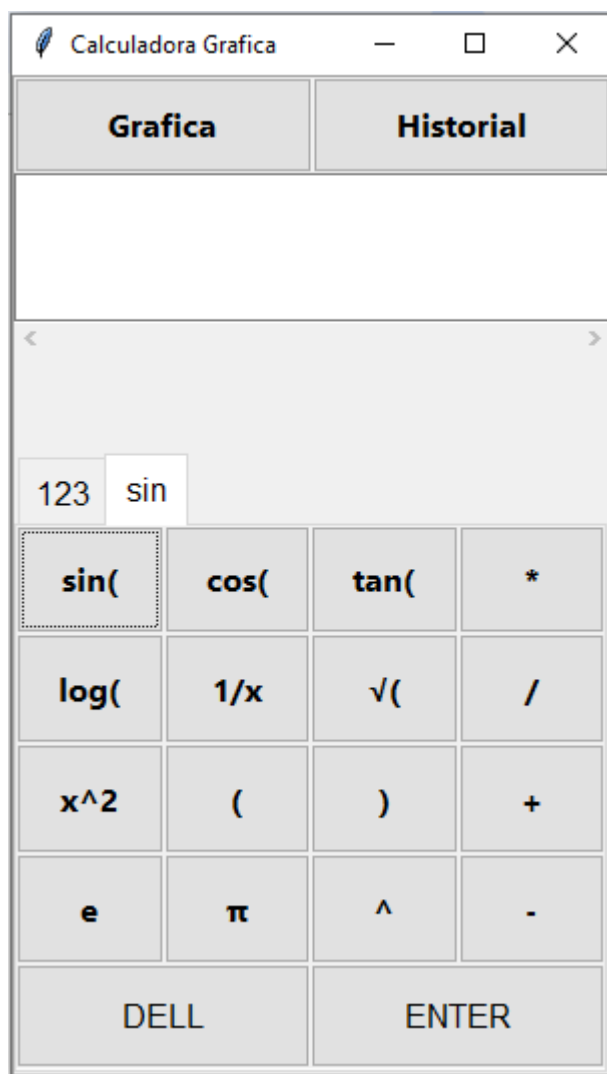 Calculadora Grafica
Grafica Historial
123 sin
sin( cos( tan( *
log( 1/x √( /
x^2 ( ) +
e π ^ -
DELL ENTER